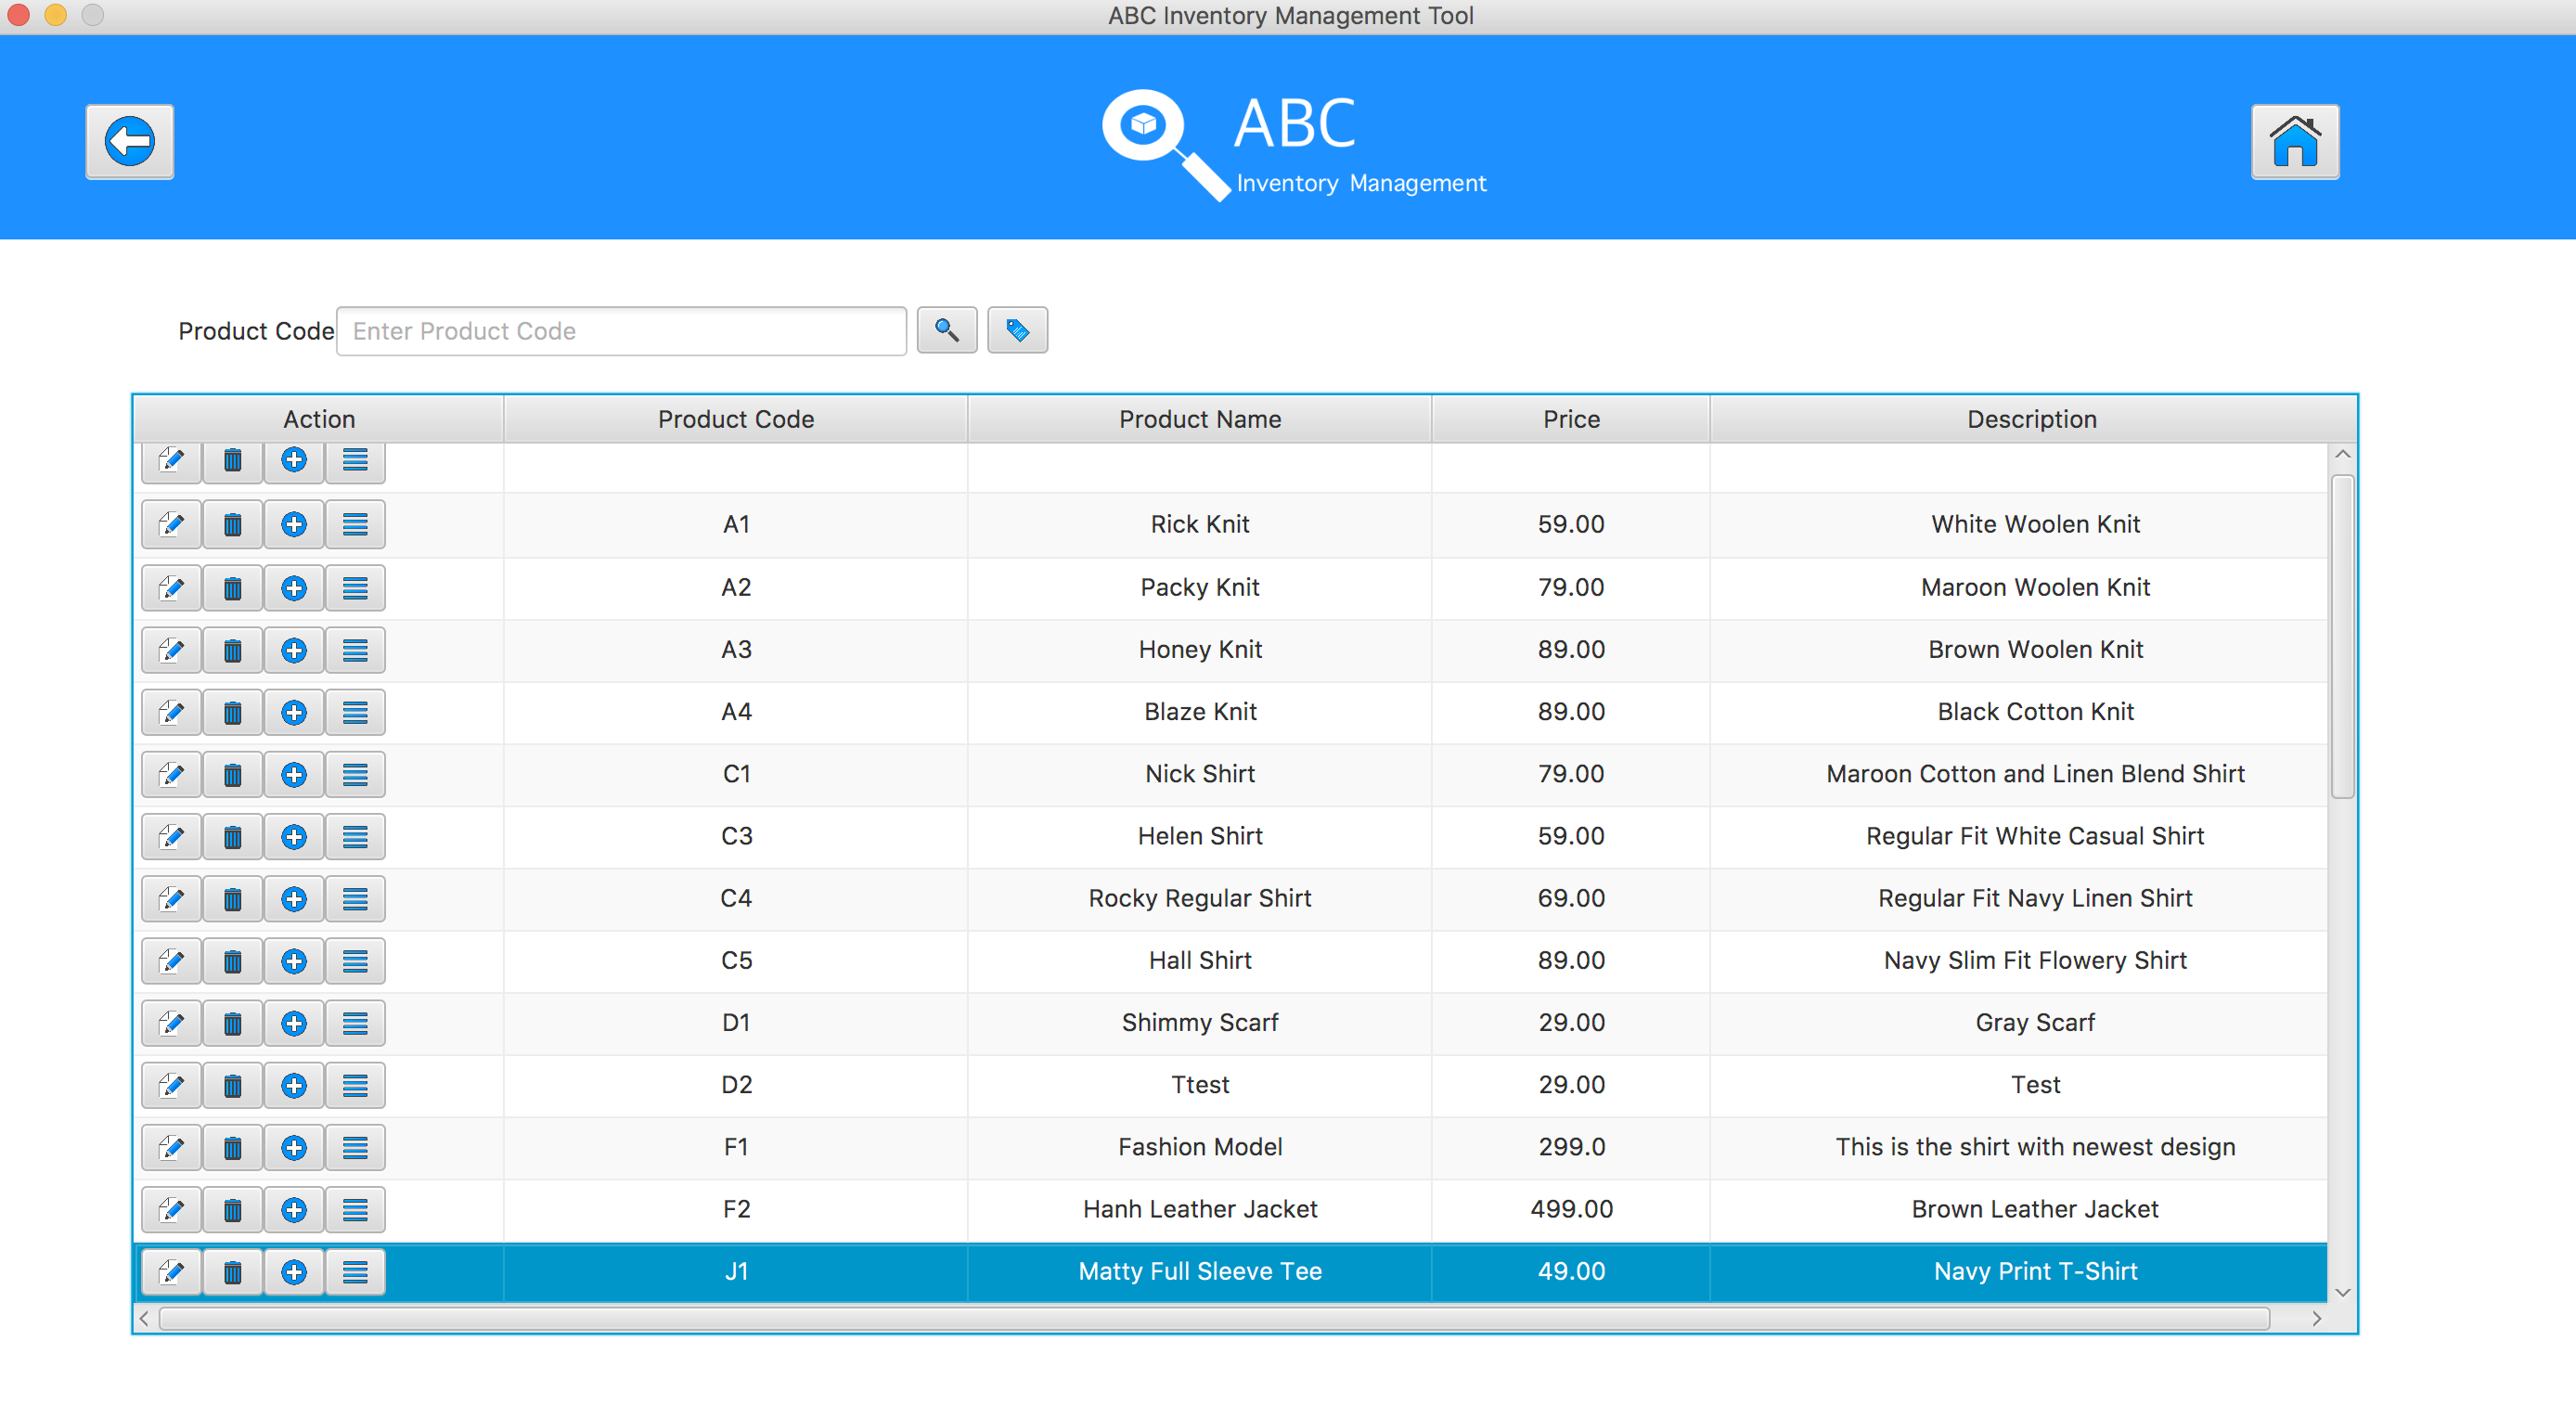 ABC Inventory Management Tool
ABC
Inventory Management
Product Code Enter Product Code
Action Product Code Product Name Price Description
A1 Rick Knit 59.00 White Woolen Knit
A2 Packy Knit 79.00 Maroon Woolen Knit
A3 Honey Knit 89.00 Brown Woolen Knit
A4 Blaze Knit 89.00 Black Cotton Knit
C1 Nick Shirt 79.00 Maroon Cotton and Linen Blend Shirt
C3 Helen Shirt 59.00 Regular Fit White Casual Shirt
C4 Rocky Regular Shirt 69.00 Regular Fit Navy Linen Shirt
C5 Hall Shirt 89.00 Navy Slim Fit Flowery Shirt
D1 Shimmy Scarf 29.00 Gray Scarf
D2 Ttest 29.00 Test
F1 Fashion Model 299.0 This is the shirt with newest design
F2 Hanh Leather Jacket 499.00 Brown Leather Jacket
J1 Matty Full Sleeve Tee 49.00 Navy Print T-Shirt